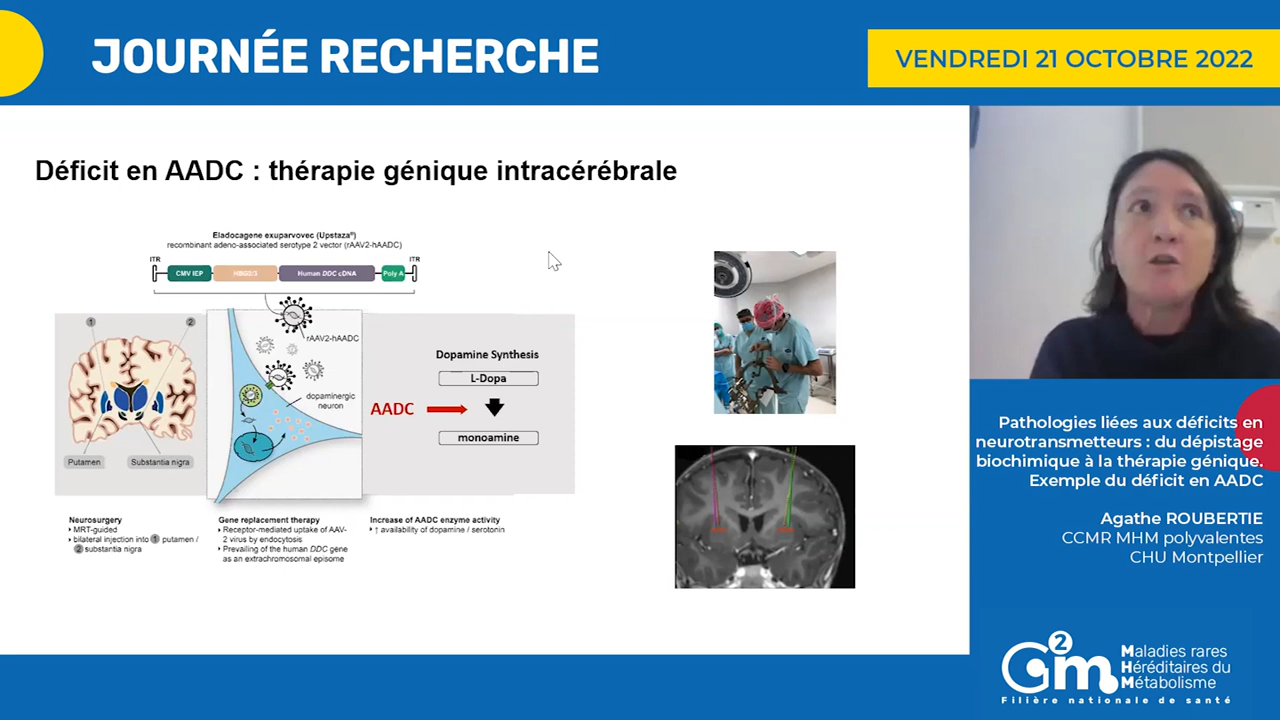 JOURNÉE RECHERCHE
VENDREDI 21 OCTOBRE 2022
Déficit en AADC : thérapie génique intracérébrale
Eladocagene exuparvovec (Upstaza®)
recombinant adeno-associated serotype 2 vector (rAAV2-hAADC)
ITR
ITR
CMV IEP
HBG2/3
Human DDC cDNA
Poly A
1
2
rAAV2-hAADC
dopaminergic
neuron
Putamen
Substantia nigra
Dopamine Synthesis
L-Dopa
AADC
monoamine
Neurosurgery
MRT-guided
bilateral injection into 1 putamen /
2 substantia nigra
Gene replacement therapy
Receptor-mediated uptake of AAV-
2 virus by endocytosis
Prevailing of the human DDC gene
as an extrachromosomal episome
Increase of AADC enzyme activity
↑ availability of dopamine / serotonin
Pathologies liées aux déficits en
neurotransmetteurs : du dépistage
biochimique à la thérapie génique.
Exemple du déficit en AADC
Agathe ROUBERTIE
CCMR MHM polyvalentes
CHU Montpellier
G2m
Maladies rares
Héréditaires du
Métabolisme
Filière nationale de santé